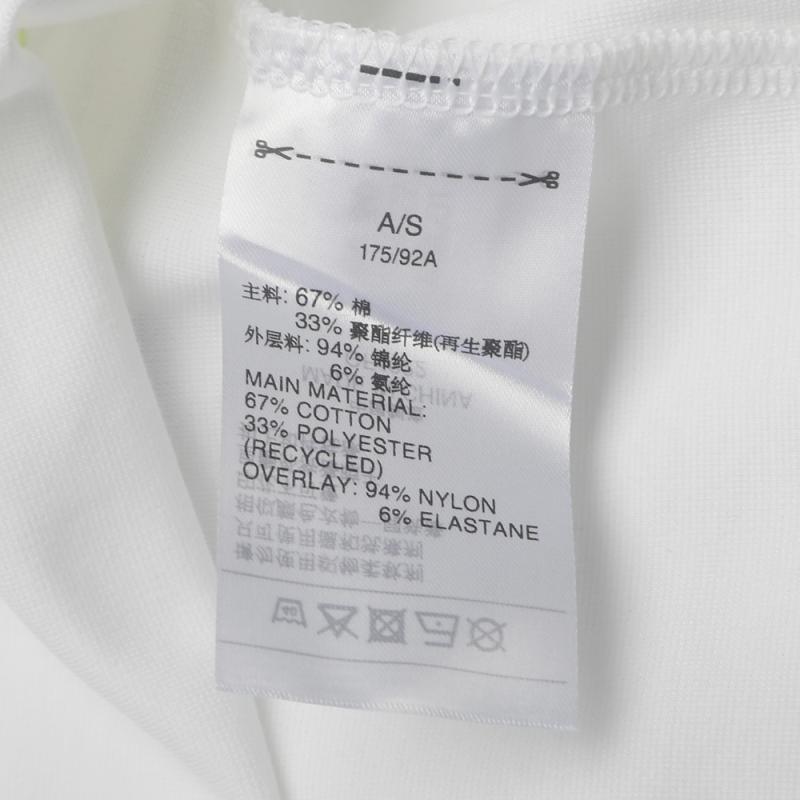 A/S
175/92A
主料: 67% 棉
33% 聚酯纤维(再生聚酯)
外层料: 94% 锦纶
6% 氨纶
MAIN MATERIAL:
67% COTTON
33% POLYESTER
(RECYCLED)
OVERLAY: 94% NYLON
6% ELASTANE